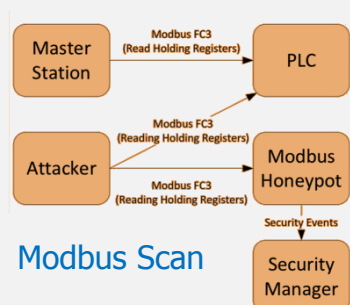 Master
Station
Modbus FC3
(Read Holding Registers)
PLC
Attacker
Modbus FC3
(Reading Holding Registers)
Modbus FC3
(Reading Holding Registers)
Modbus
Honeypot
Security Events
Modbus Scan
Security
Manager